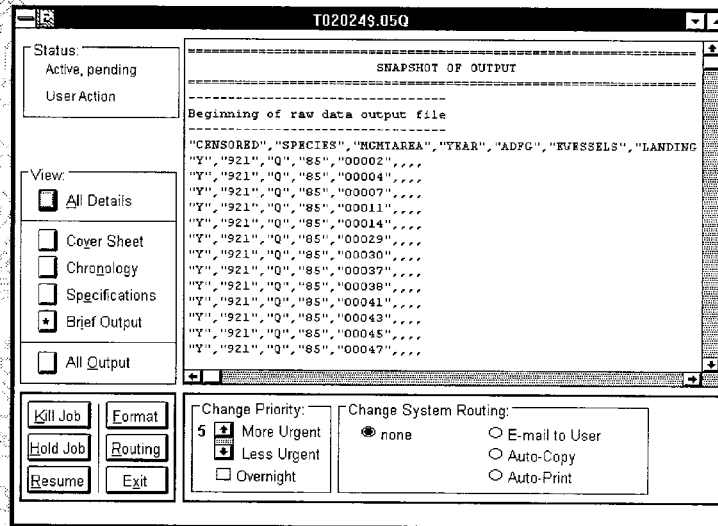 T02024$.05Q
Status:
Active, pending
User Action
View:
All Details
Cover Sheet
Chronology
Specifications
Brief Output
All Output
==========================================================
SNAPSHOT OF OUTPUT
==========================================================
-----------------------------
Beginning of raw data output file
-----------------------------
"CENSORED","SPECIES","MGMTAREA","YEAR","ADFG","EVESSELS","LANDING
"Y","921","Q","85","00002",,,,
"Y","921","Q","85","00004",,,,
"Y","921","Q","85","00007",,,,
"Y","921","Q","85","00011",,,,
"Y","921","Q","85","00014",,,,
"Y","921","Q","85","00029",,,,
"Y","921","Q","85","00030",,,,
"Y","921","Q","85","00037",,,,
"Y","921","Q","85","00038",,,,
"Y","921","Q","85","00041",,,,
"Y","921","Q","85","00043",,,,
"Y","921","Q","85","00045",,,,
"Y","921","Q","85","00047",,,,
Kill Job Format
Hold Job Routing
Resume Exit
Change Priority:
5 More Urgent
Less Urgent
Overnight
Change System Routing:
none E-mail to User
Auto-Copy
Auto-Print